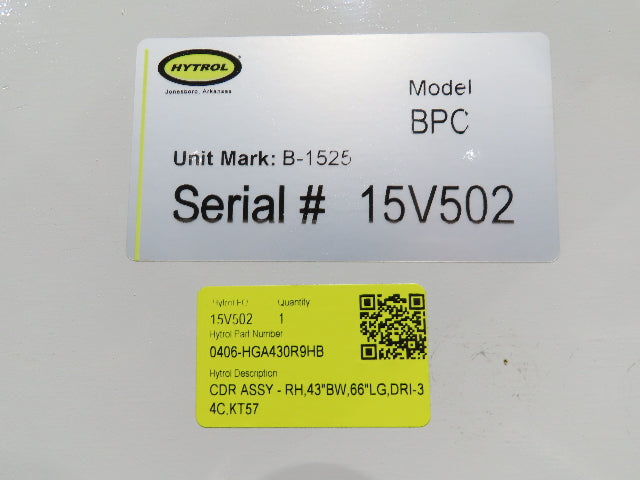 HYTROL
Jonesboro, Arkansas
Model
BPC
Unit Mark: B-1525
Serial # 15V502
Hytrol Quantity
15V502 1
Hytrol Part Number
0406-HGA430R9HB
Hytrol Description
CDR ASSY - RH,43"BW,66"LG,DRI-3
4C,KT57